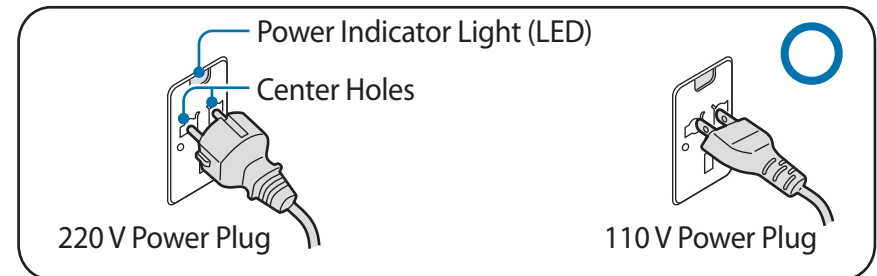 Power Indicator Light (LED)
Center Holes
220 V Power Plug
110 V Power Plug